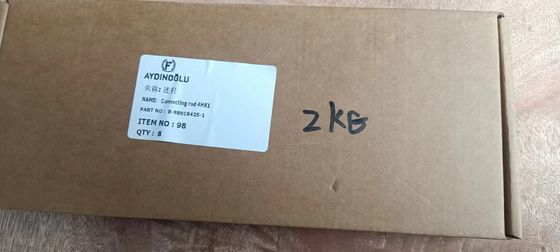 F
AYDINOĞLU
名称: 连杆
NAME: Connecting rod 4HK1
PART NO: 8-98018425-1
ITEM NO: 98
QTY: 8
2KG